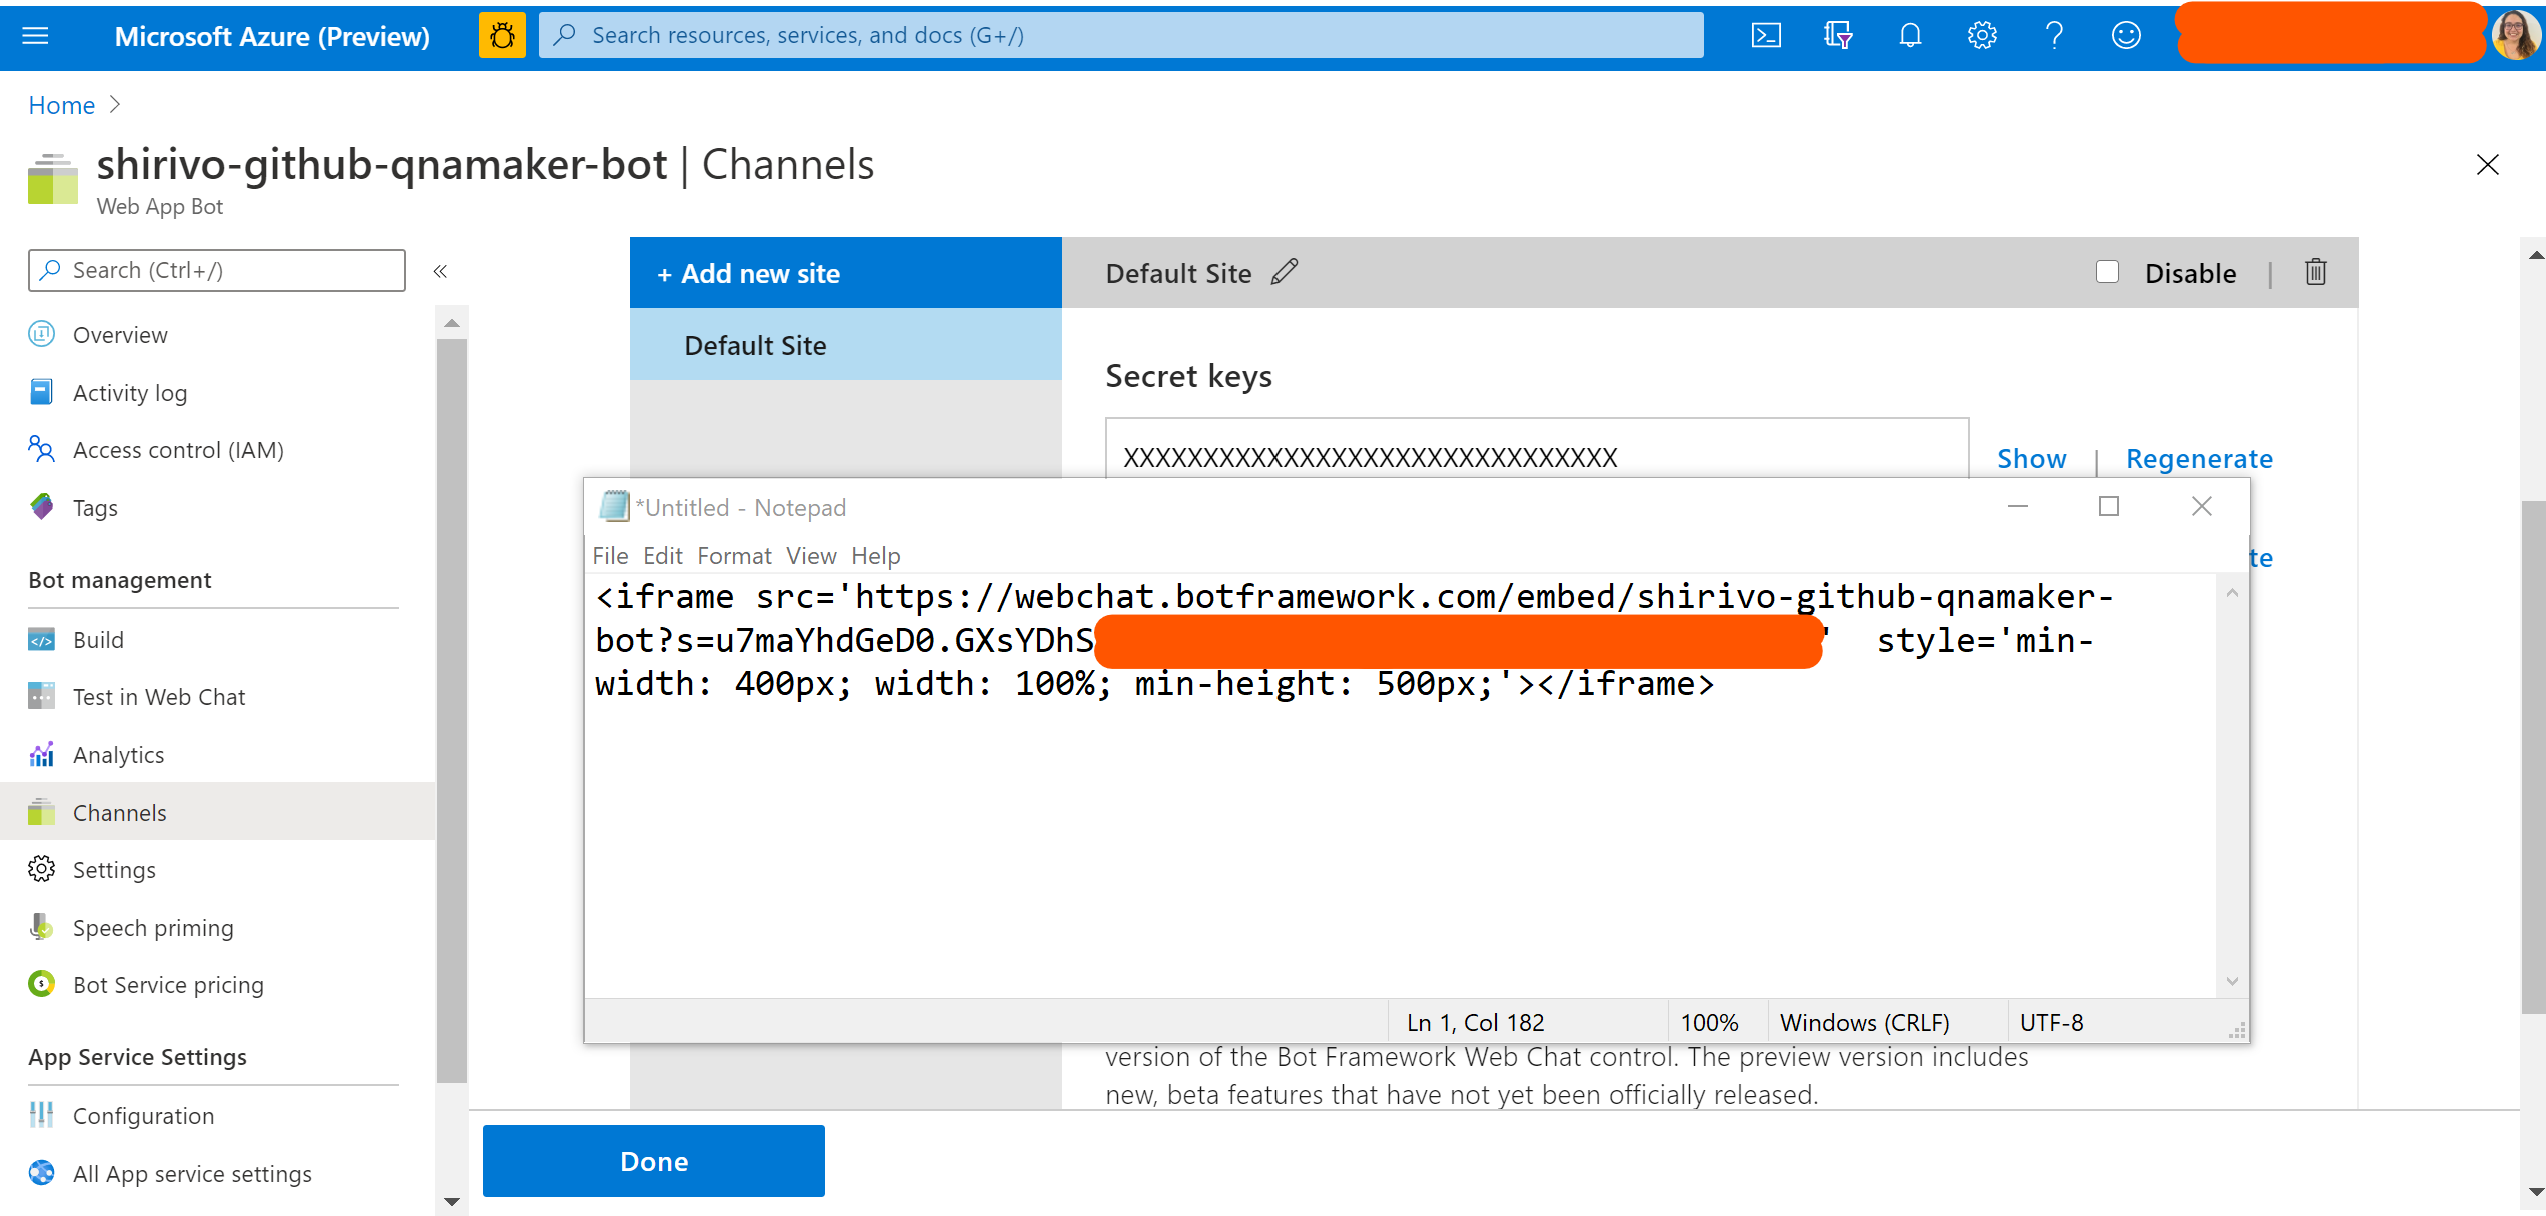 Microsoft Azure (Preview)
Search resources, services, and docs (G+/)
Home
shirivo-github-qnamaker-bot | Channels
Web App Bot
Search (Ctrl+/)
«
Overview
Activity log
Access control (IAM)
Tags
Bot management
Build
Test in Web Chat
Analytics
Channels
Settings
Speech priming
Bot Service pricing
App Service Settings
Configuration
All App service settings
+ Add new site
Default Site
Default Site
Disable |
Secret keys
XXXXXXXXXXXXXXXXXXXXXXXXXXXXXXX
Show | Regenerate
te
*Untitled - Notepad
File Edit Format View Help
<iframe src='https://webchat.botframework.com/embed/shirivo-github-qnamaker-
bot?s=u7maYhdGeD0.GXsYDhS ' style='min-
width: 400px; width: 100%; min-height: 500px;'></iframe>
Ln 1, Col 182 100% Windows (CRLF) UTF-8
version of the Bot Framework Web Chat control. The preview version includes
new, beta features that have not yet been officially released.
Done